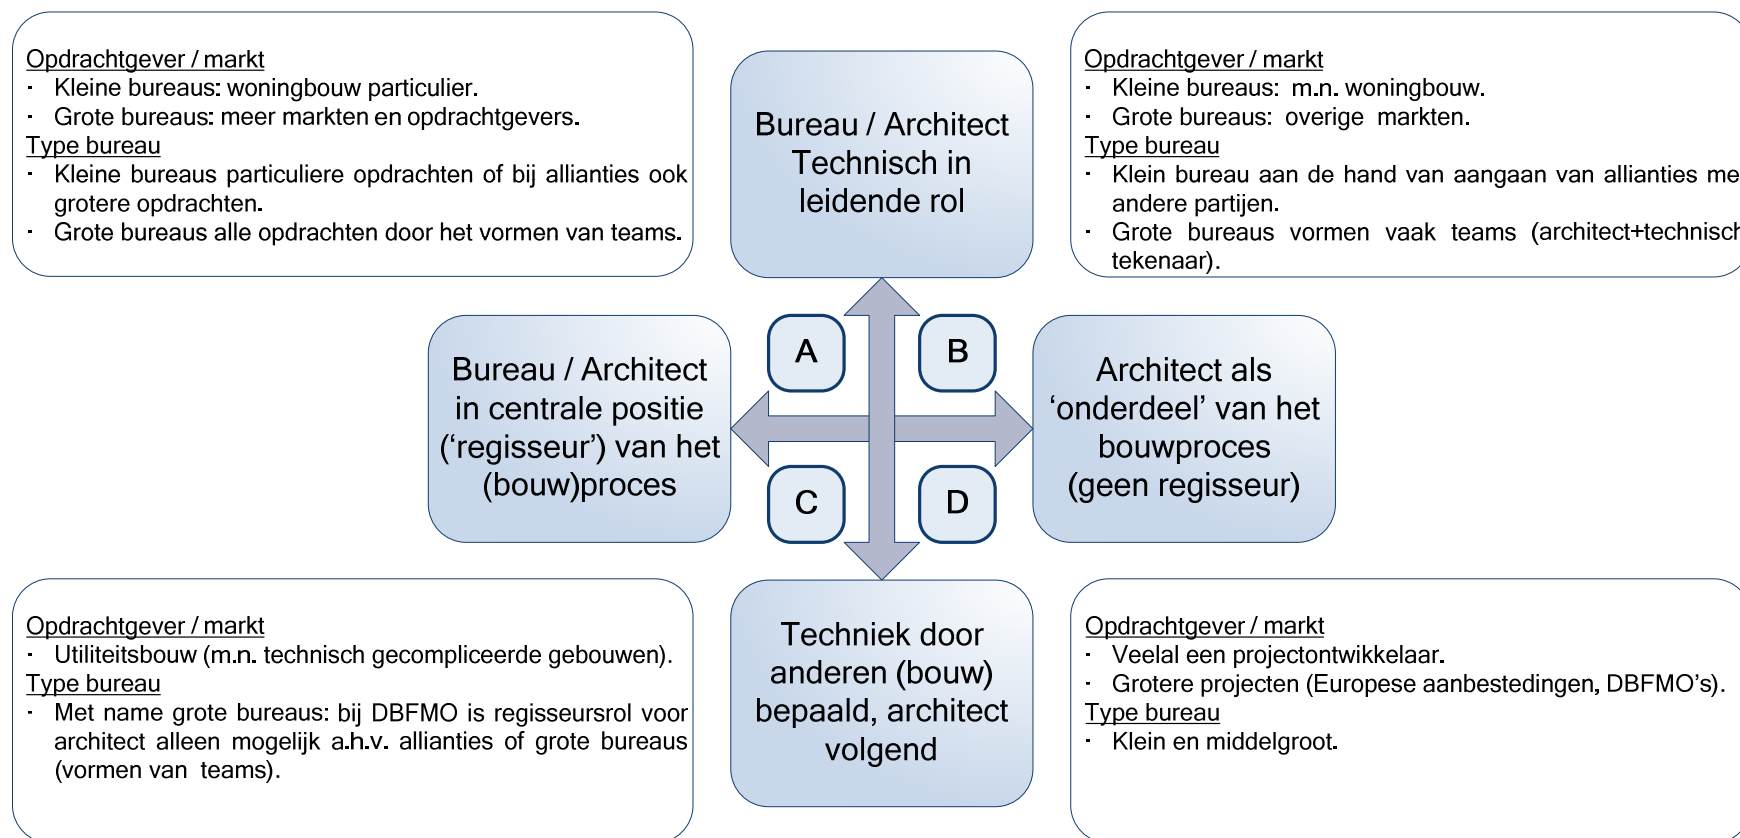 Opdrachtgever / markt
- Kleine bureaus: woningbouw particulier.
- Grote bureaus: meer markten en opdrachtgevers.
Type bureau
- Kleine bureaus particuliere opdrachten of bij allianties ook
grotere opdrachten.
- Grote bureaus alle opdrachten door het vormen van teams.
Bureau / Architect
Technisch in
leidende rol
Opdrachtgever / markt
- Kleine bureaus: m.n. woningbouw.
- Grote bureaus: overige markten.
Type bureau
- Klein bureau aan de hand van aangaan van allianties me
andere partijen.
- Grote bureaus vormen vaak teams (architect+technisch
tekenaar).
Bureau / Architect
in centrale positie
(‘regisseur’) van het
(bouw)proces
A
B
C
D
Architect als
‘onderdeel’ van het
bouwproces
(geen regisseur)
Opdrachtgever / markt
- Utiliteitsbouw (m.n. technisch gecompliceerde gebouwen).
Type bureau
- Met name grote bureaus: bij DBFMO is regisseursrol voor
architect alleen mogelijk a.h.v. allianties of grote bureaus
(vormen van teams).
Techniek door
anderen (bouw)
bepaald, architect
volgend
Opdrachtgever / markt
- Veelal een projectontwikkelaar.
- Grotere projecten (Europese aanbestedingen, DBFMO’s).
Type bureau
- Klein en middelgroot.